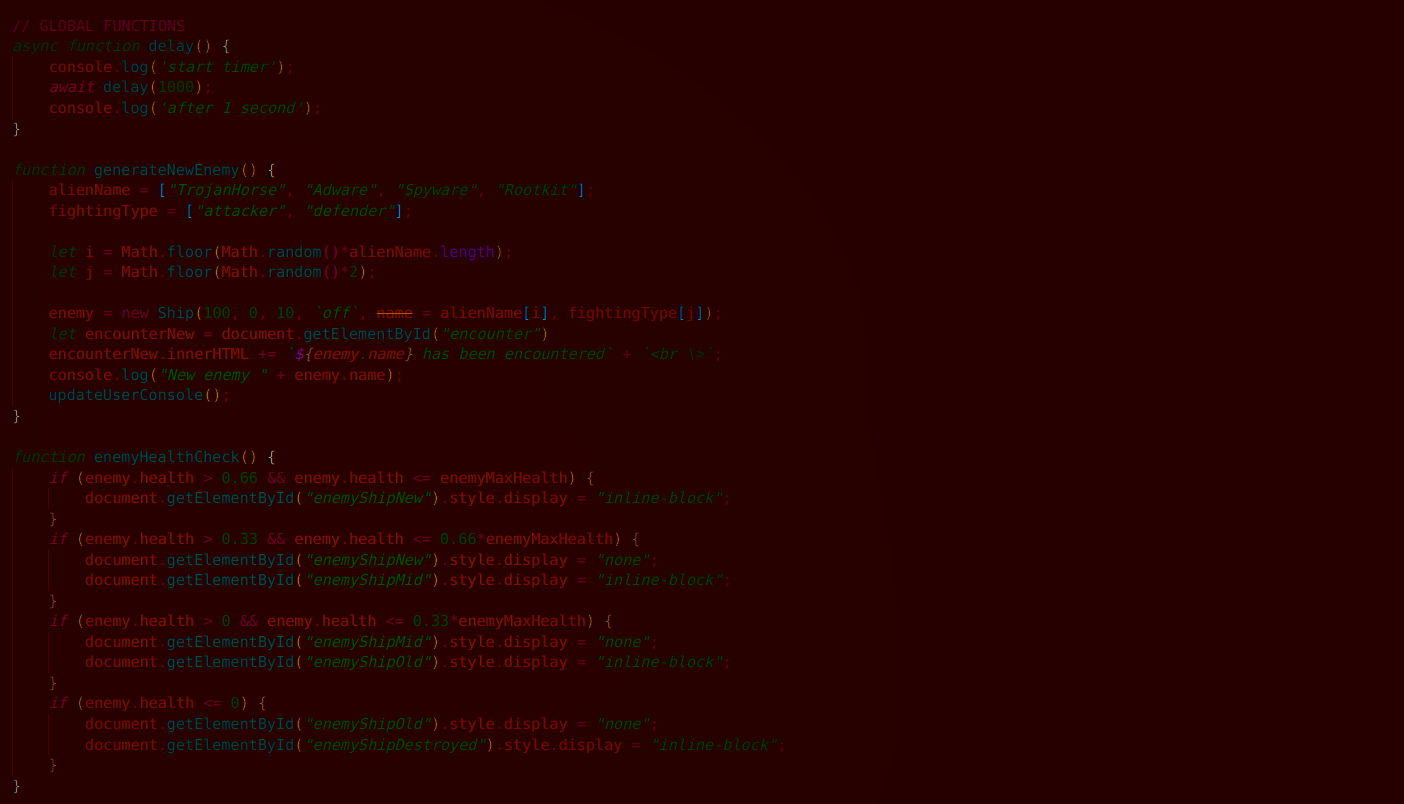 // GLOBAL FUNCTIONS
async function delay() {
    console.log('start timer');
    await delay(1000);
    console.log('after 1 second');
}

function generateNewEnemy() {
    alienName = ["TrojanHorse", "Adware", "Spyware", "Rootkit"];
    fightingType = ["attacker", "defender"];

    let i = Math.floor(Math.random()*alienName.length);
    let j = Math.floor(Math.random()*2);

    enemy = new Ship(100, 0, 10, `off`, name = alienName[i], fightingType[j]);
    let encounterNew = document.getElementById("encounter")
    encounterNew.innerHTML += `${enemy.name} has been encountered` + `<br \>`;
    console.log("New enemy " + enemy.name);
    updateUserConsole();
}

function enemyHealthCheck() {
    if (enemy.health > 0.66 && enemy.health <= enemyMaxHealth) {
        document.getElementById("enemyShipNew").style.display = "inline-block";
    }
    if (enemy.health > 0.33 && enemy.health <= 0.66*enemyMaxHealth) {
        document.getElementById("enemyShipNew").style.display = "none";
        document.getElementById("enemyShipMid").style.display = "inline-block";
    }
    if (enemy.health > 0 && enemy.health <= 0.33*enemyMaxHealth) {
        document.getElementById("enemyShipMid").style.display = "none";
        document.getElementById("enemyShipOld").style.display = "inline-block";
    }
    if (enemy.health <= 0) {
        document.getElementById("enemyShipOld").style.display = "none";
        document.getElementById("enemyShipDestroyed").style.display = "inline-block";
    }
}